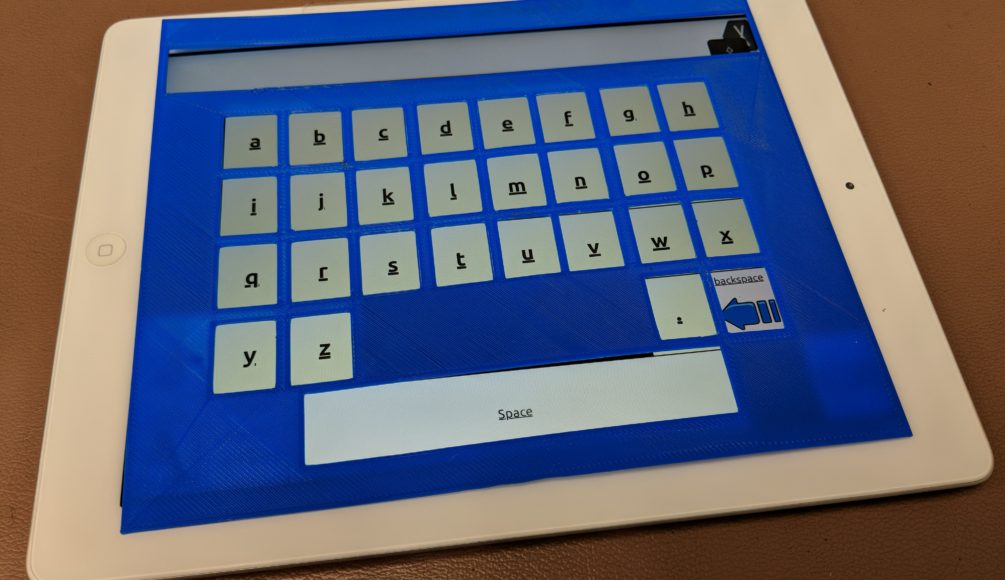 a b c d e f g h
i j k l m n o p
q r s t u v w x
backspace
y z .
Space